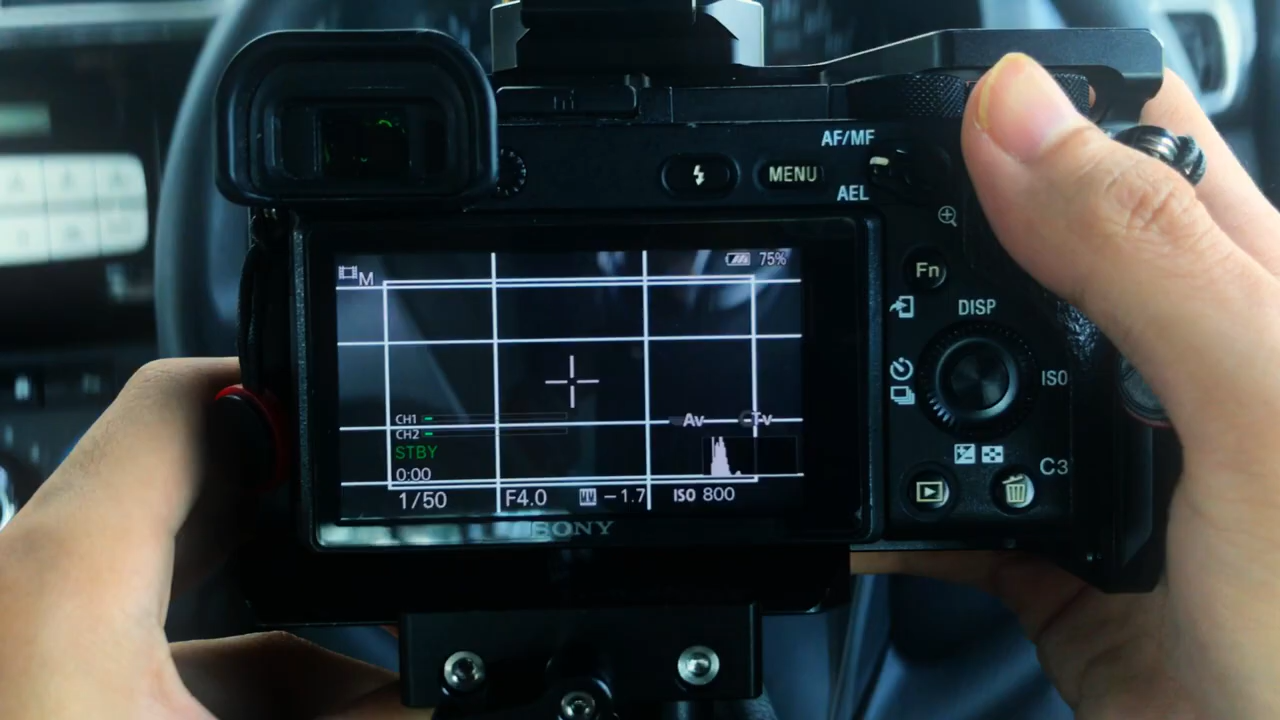 AF/MF
MENU
AEL
M
75%
Fn
DISP
ISO
CH1
CH2
Av
Tv
STBY
0:00
C3
1/50
F4.0
−1.7
ISO 800
SONY